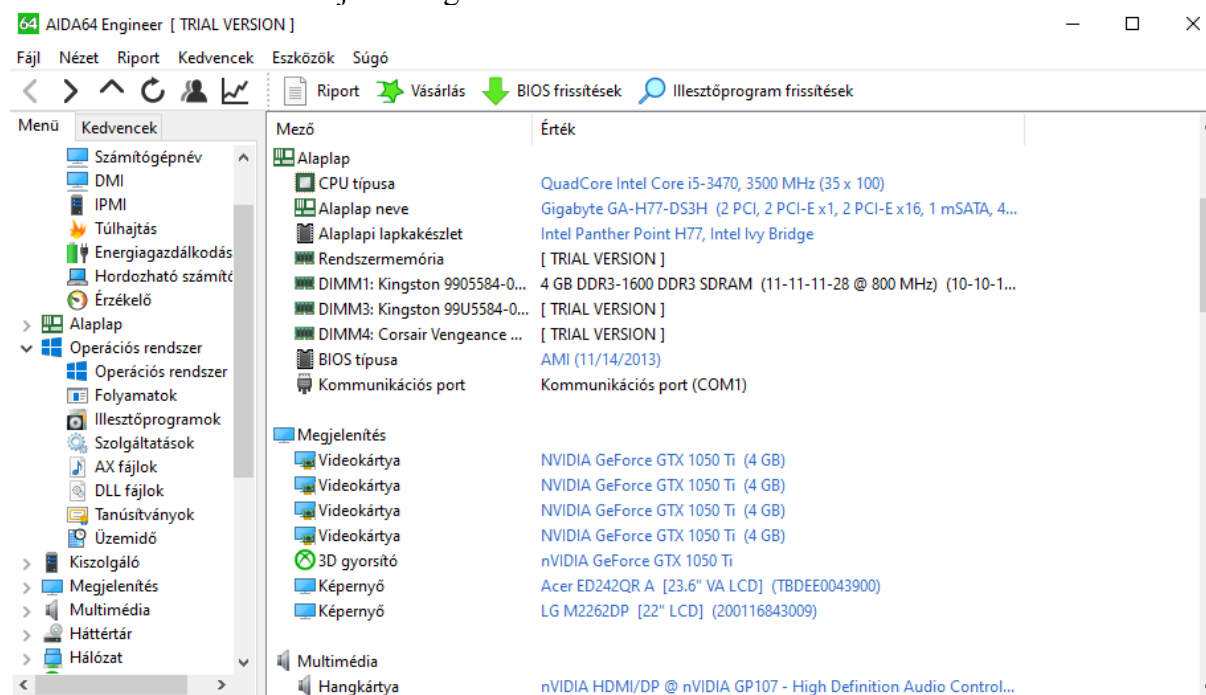 64 AIDA64 Engineer [ TRIAL VERSION ]
Fájl Nézet Riport Kedvencek Eszközök Súgó
Riport Vásárlás BIOS frissítések Illesztőprogram frissítések
Menü Kedvencek
Számítógépnév
DMI
IPMI
Túlhajtás
Energiagazdálkodás
Hordozható számító
Érzékelő
Alaplap
Operációs rendszer
Operációs rendszer
Folyamatok
Illesztőprogramok
Szolgáltatások
AX fájlok
DLL fájlok
Tanúsítványok
Üzemidő
Kiszolgáló
Megjelenítés
Multimédia
Háttértár
Hálózat
Mező Érték
Alaplap
CPU típusa QuadCore Intel Core i5-3470, 3500 MHz (35 x 100)
Alaplap neve Gigabyte GA-H77-DS3H (2 PCI, 2 PCI-E x1, 2 PCI-E x16, 1 mSATA, 4...
Alaplapi lapkakészlet Intel Panther Point H77, Intel Ivy Bridge
Rendszermemória [ TRIAL VERSION ]
DIMM1: Kingston 9905584-0... 4 GB DDR3-1600 DDR3 SDRAM (11-11-11-28 @ 800 MHz) (10-10-1...
DIMM3: Kingston 99U5584-0... [ TRIAL VERSION ]
DIMM4: Corsair Vengeance ... [ TRIAL VERSION ]
BIOS típusa AMI (11/14/2013)
Kommunikációs port Kommunikációs port (COM1)
Megjelenítés
Videokártya NVIDIA GeForce GTX 1050 Ti (4 GB)
Videokártya NVIDIA GeForce GTX 1050 Ti (4 GB)
Videokártya NVIDIA GeForce GTX 1050 Ti (4 GB)
Videokártya NVIDIA GeForce GTX 1050 Ti (4 GB)
3D gyorsító nVIDIA GeForce GTX 1050 Ti
Képernyő Acer ED242QR A [23.6" VA LCD] (TBDEE0043900)
Képernyő LG M2262DP [22" LCD] (200116843009)
Multimédia
Hangkártya nVIDIA HDMI/DP @ nVIDIA GP107 - High Definition Audio Control...